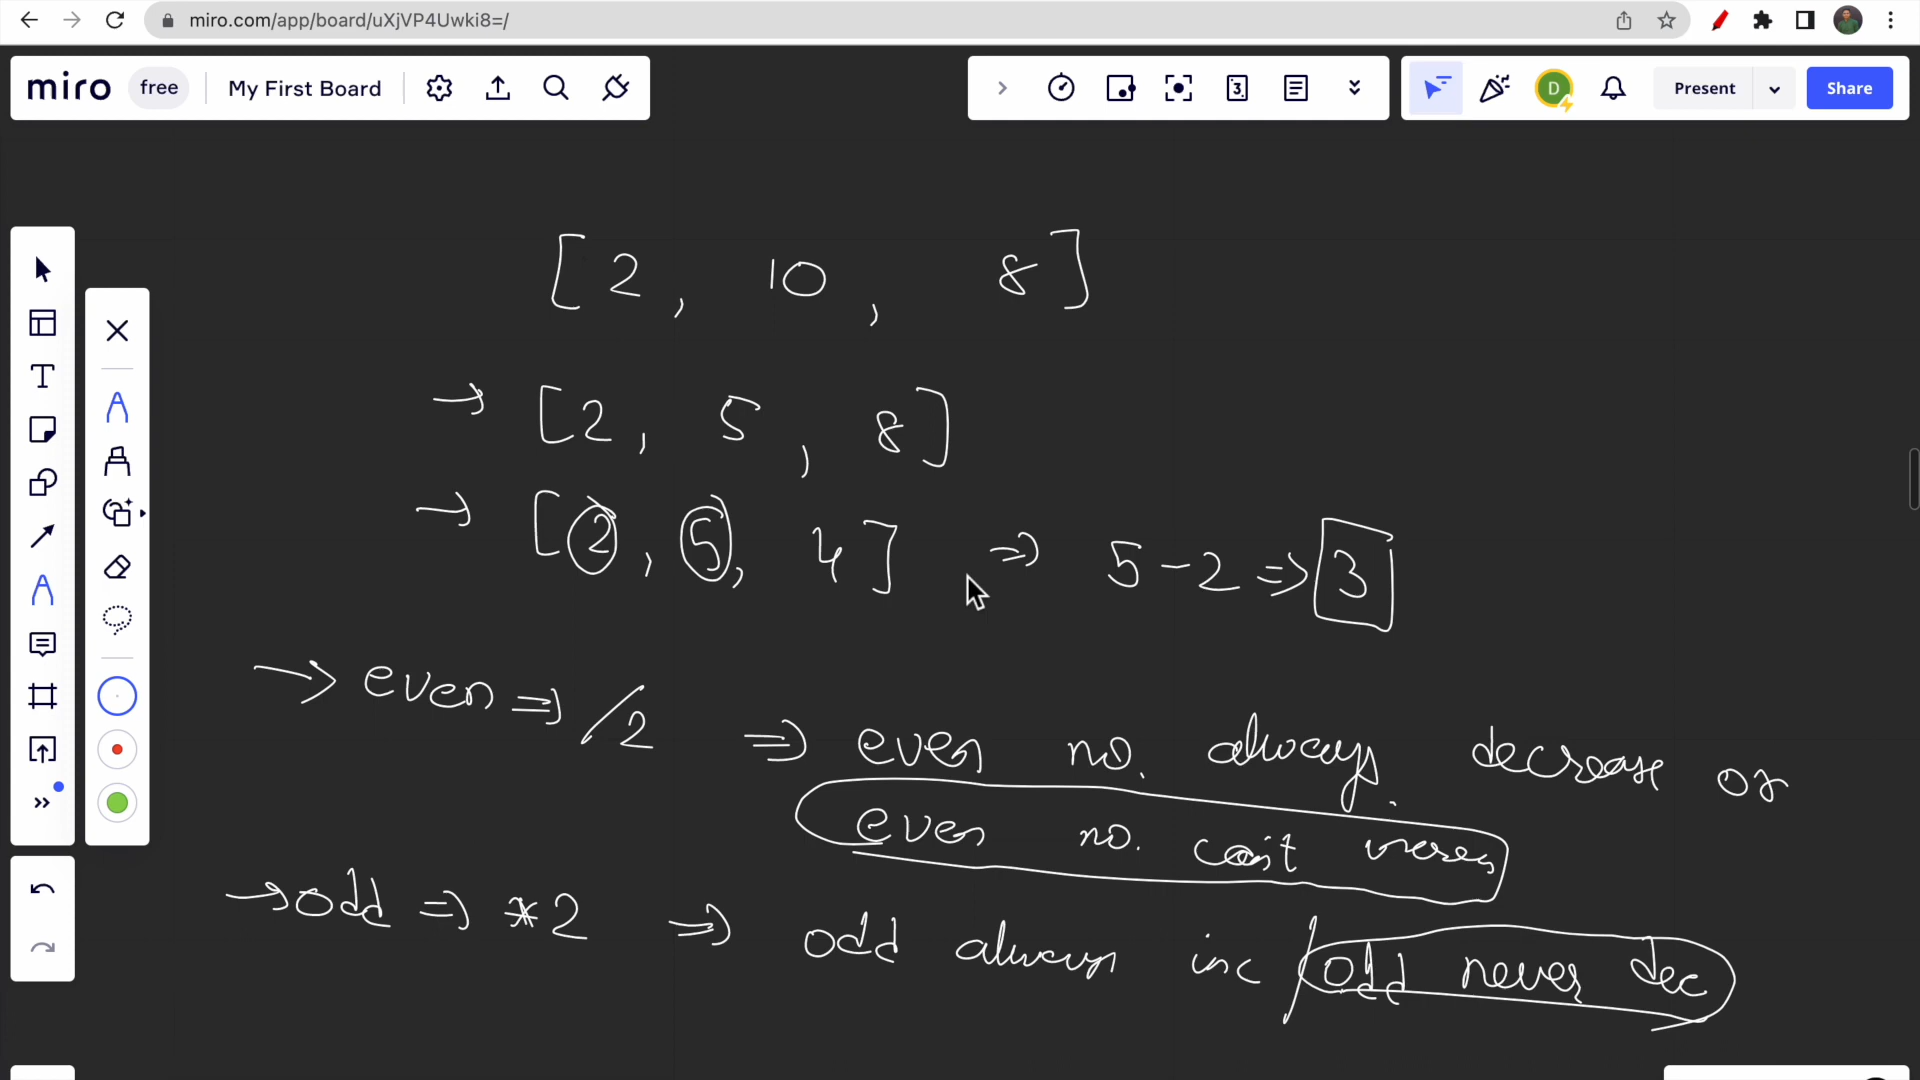 miro.com/app/board/uXjVP4Uwki8=/
miro free My First Board
3
D Present Share
[2, 10, 8]
→ [2, 5, 8]
→ [2, 5, 4] => 5-2 => 3
→ even => /2 => even no. always decrease or
even no. can't
→ odd => *2 => odd always inc / odd never dec
T